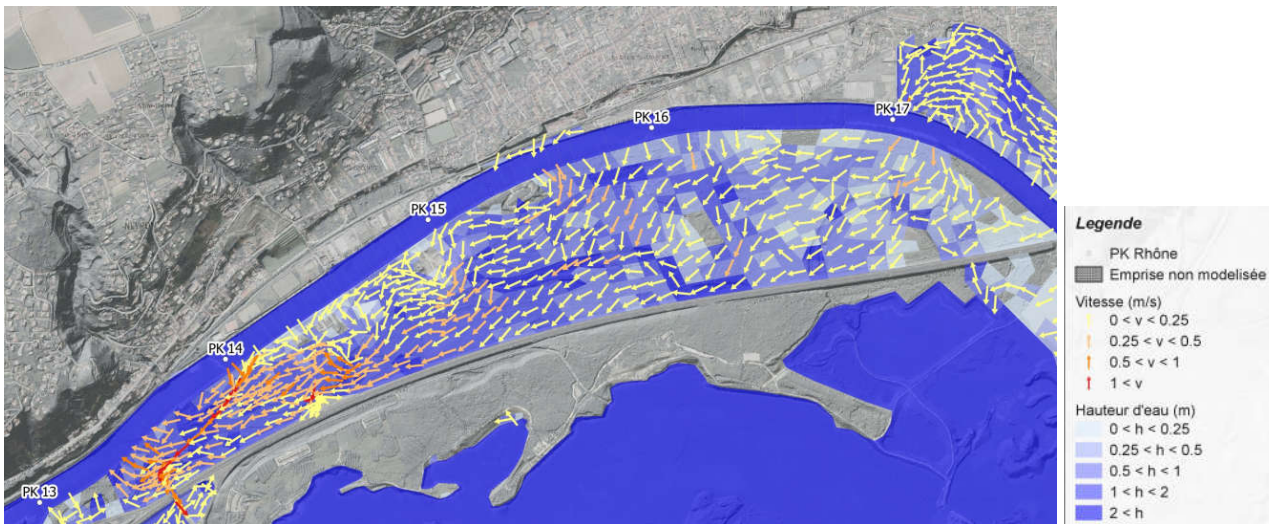 PK 17
PK 16
PK 15
PK 14
PK 13
Legende
PK Rhône
Emprise non modelisée
Vitesse (m/s)
0 < v < 0.25
0.25 < v < 0.5
0.5 < v < 1
1 < v
Hauteur d'eau (m)
0 < h < 0.25
0.25 < h < 0.5
0.5 < h < 1
1 < h < 2
2 < h